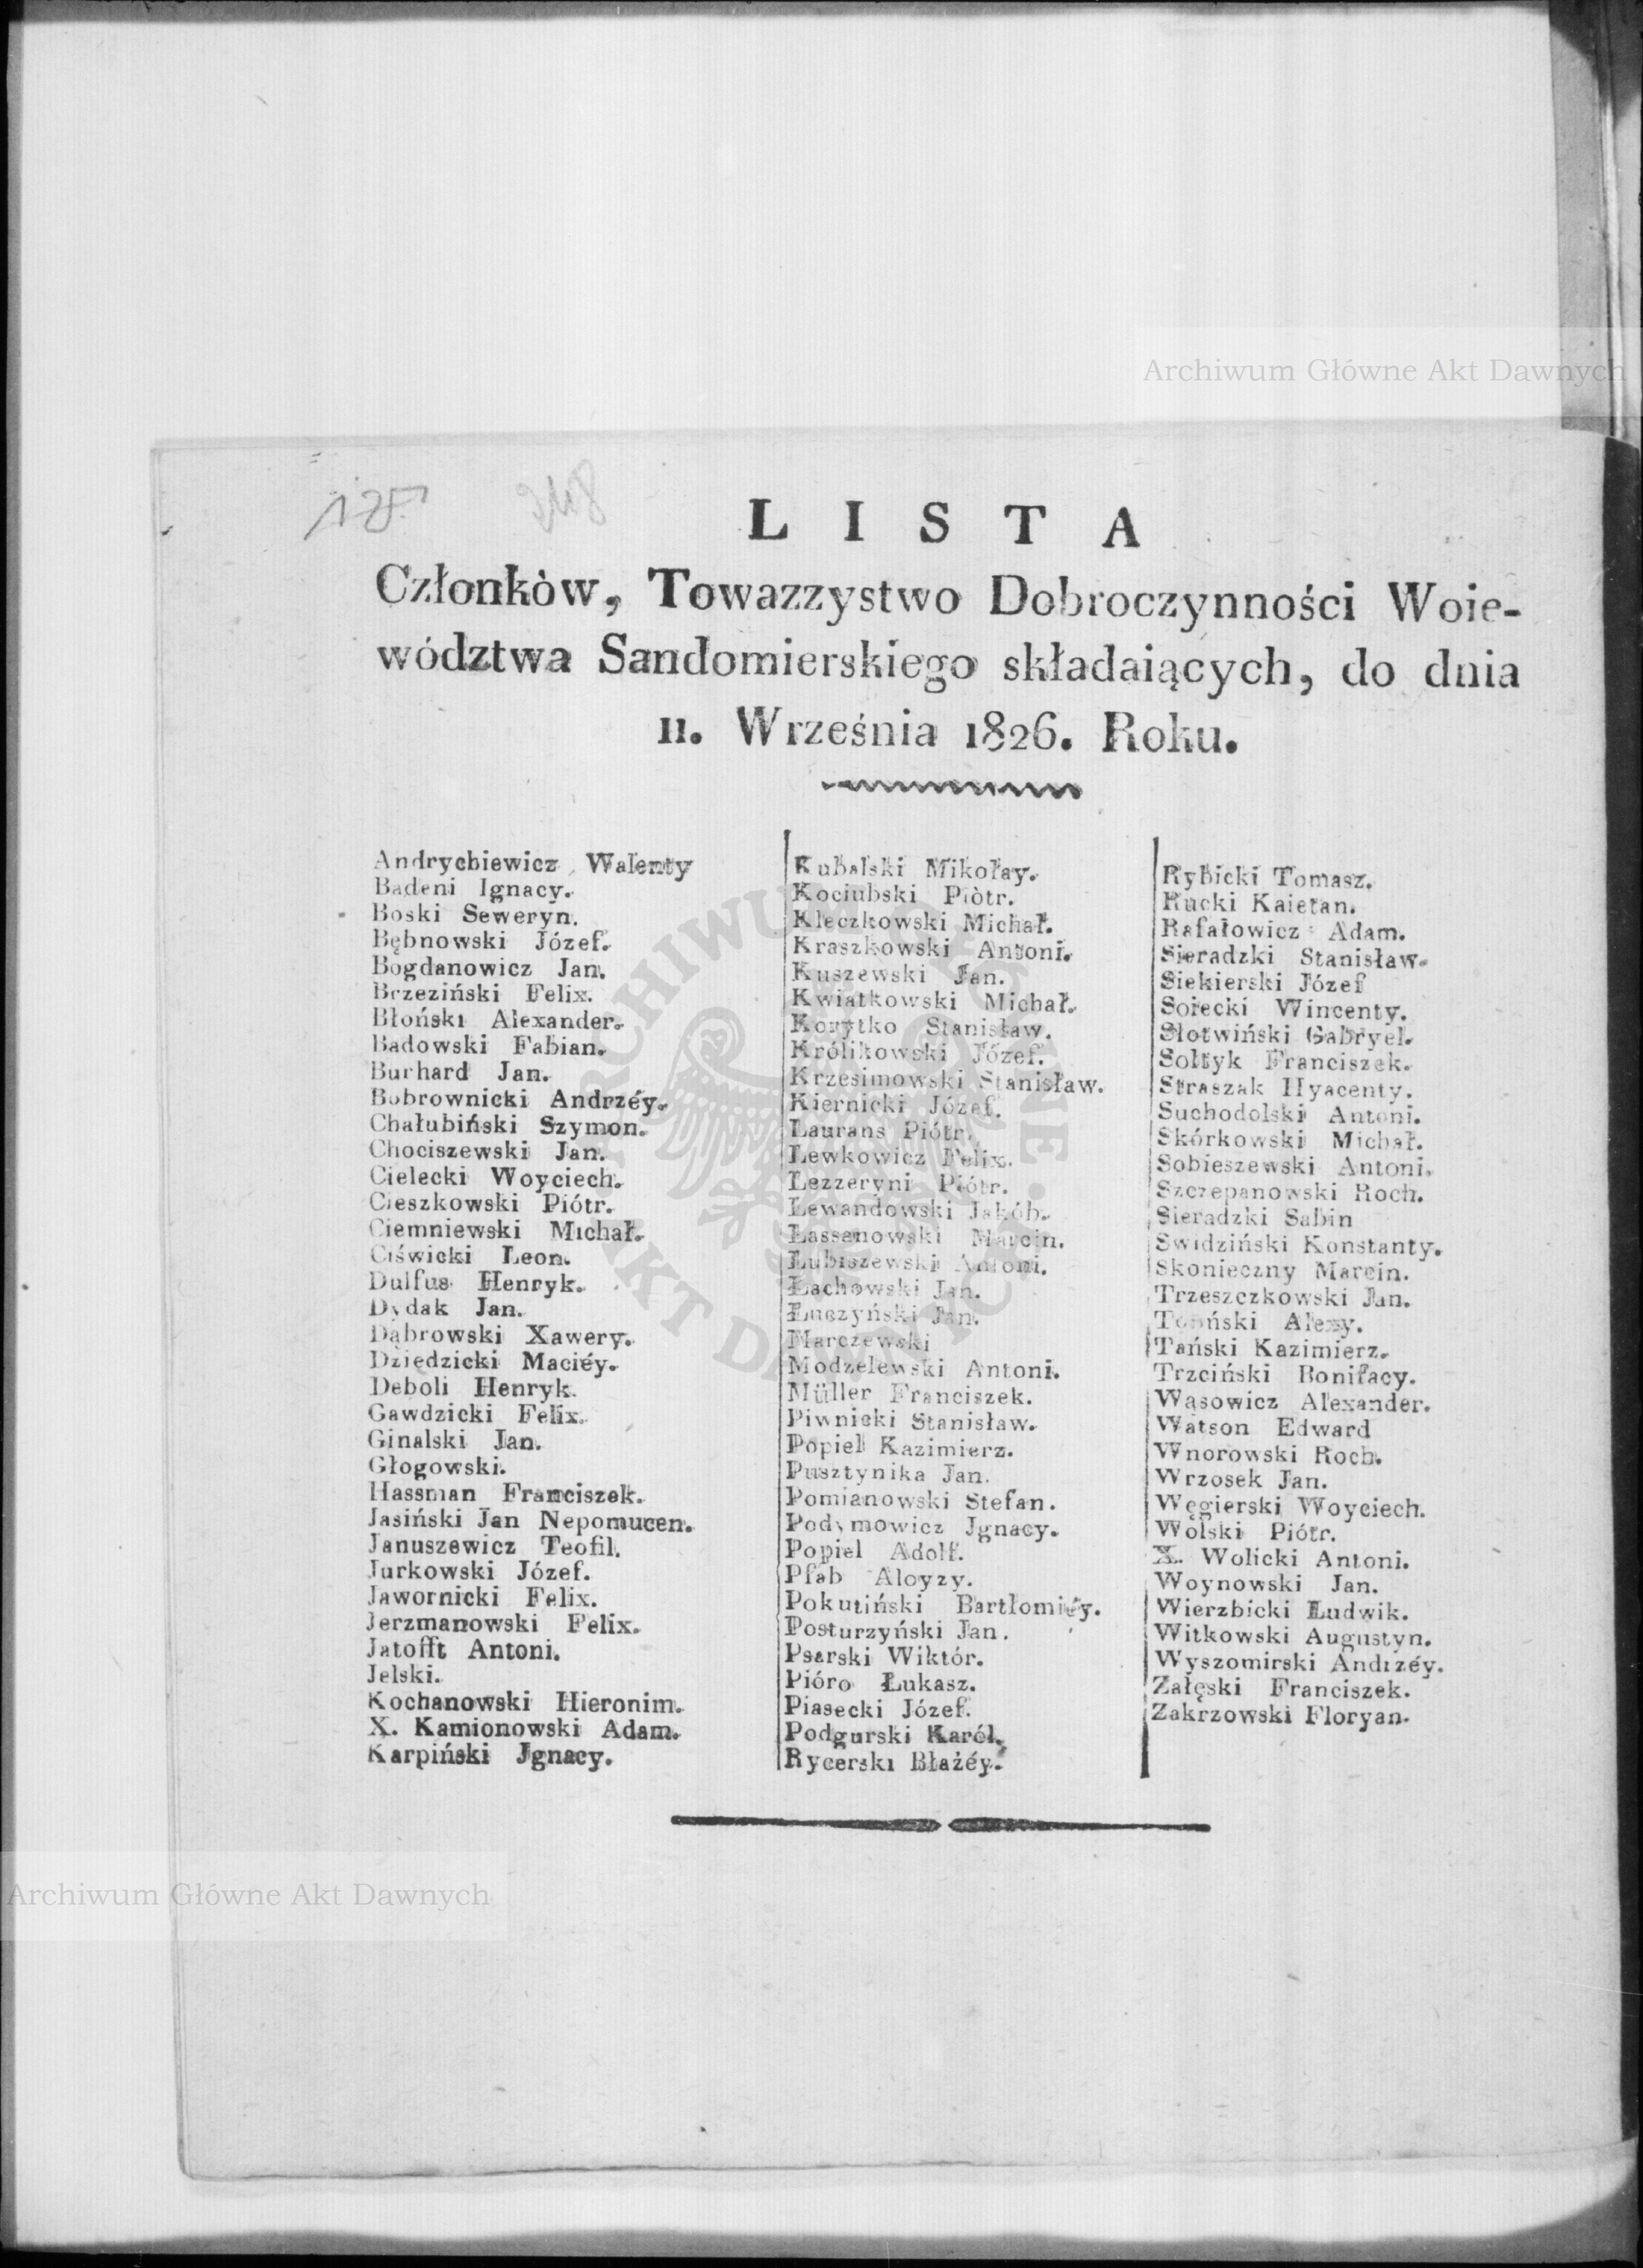 Archiwum Główne Akt Dawnych
248
L I S T A
Członkòw, Towazzystwo Dobroczynności Woie-
wództwa Sandomierskiego składaiących, do dnia
11. Września 1826. Roku.
Andrychiewicz Walenty
Badeni Ignacy.
Boski Seweryn.
Bębnowski Józef.
Bogdanowicz Jan.
Brzeziński Felix.
Błoński Alexander.
Badowski Fabian.
Burhard Jan.
Bobrownicki Andrzéy.
Chałubiński Szymon.
Chociszewski Jan.
Cielecki Woyciech.
Cieszkowski Piótr.
Ciemniewski Michał.
Ciświcki Leon.
Dulfus Henryk.
Dydak Jan.
Dąbrowski Xawery.
Dziędzicki Maciéy.
Deboli Henryk.
Gawdzicki Felix.
Ginalski Jan.
Głogowski.
Hassman Franciszek.
Jasiński Jan Nepomucen.
Januszewicz Teofil.
Jurkowski Józef.
Jawornicki Felix.
Jerzmanowski Felix.
Jatofft Antoni.
Jelski.
Kochanowski Hieronim.
X. Kamionowski Adam.
Karpiński Jgnacy.
Kubalski Mikołay.
Kociubski Piòtr.
Kleczkowski Michał.
Kraszkowski Antoni.
Kuszewski Jan.
Kwiatkowski Michał.
Korytko Stanisław.
Królikowski Józef.
Krzesimowski Stanisław.
Kiernicki Józef.
Laurans Piótr.
Lewkowicz Felix.
Lezzeryni Piótr.
Lewandowski Jakób.
Łassenowski Marcin.
Łubiszewski Antoni.
Łachowski Jan.
Łuczyński Jan.
Marczewski
Modzelewski Antoni.
Müller Franciszek.
Piwnicki Stanisław.
Popiel Kazimierz.
Pusztynika Jan.
Pomianowski Stefan.
Podymowicz Jgnacy.
Popiel Adolf.
Pfab Aloyzy.
Pokutiński Bartłomiéy.
Posturzyński Jan.
Psarski Wiktór.
Pióro Łukasz.
Piasecki Józef.
Podgurski Karól.
Rycerski Błażéy.
Rybicki Tomasz.
Rucki Kaietan.
Rafałowicz Adam.
Sieradzki Stanisław.
Siekierski Józef
Sołecki Wincenty.
Słotwiński Gabryel.
Sołtyk Franciszek.
Straszak Hyacenty.
Suchodolski Antoni.
Skórkowski Michał.
Sobieszewski Antoni.
Szczepanowski Roch.
Sieradzki Sabin
Swidziński Konstanty.
Skonieczny Marcin.
Trzeszczkowski Jan.
Alexy.
Tański Kazimierz.
Trzciński Bonifacy.
Wąsowicz Alexander.
Watson Edward
Wnorowski Roch.
Wrzosek Jan.
Węgierski Woyciech.
Wolski Piótr.
X. Wolicki Antoni.
Woynowski Jan.
Wierzbicki Ludwik.
Witkowski Augustyn.
Wyszomirski Andrzéy.
Załęski Franciszek.
Zakrzowski Floryan.
ARCHIWUM GŁÓWNE AKT DAWNYCH
Archiwum Główne Akt Dawnych